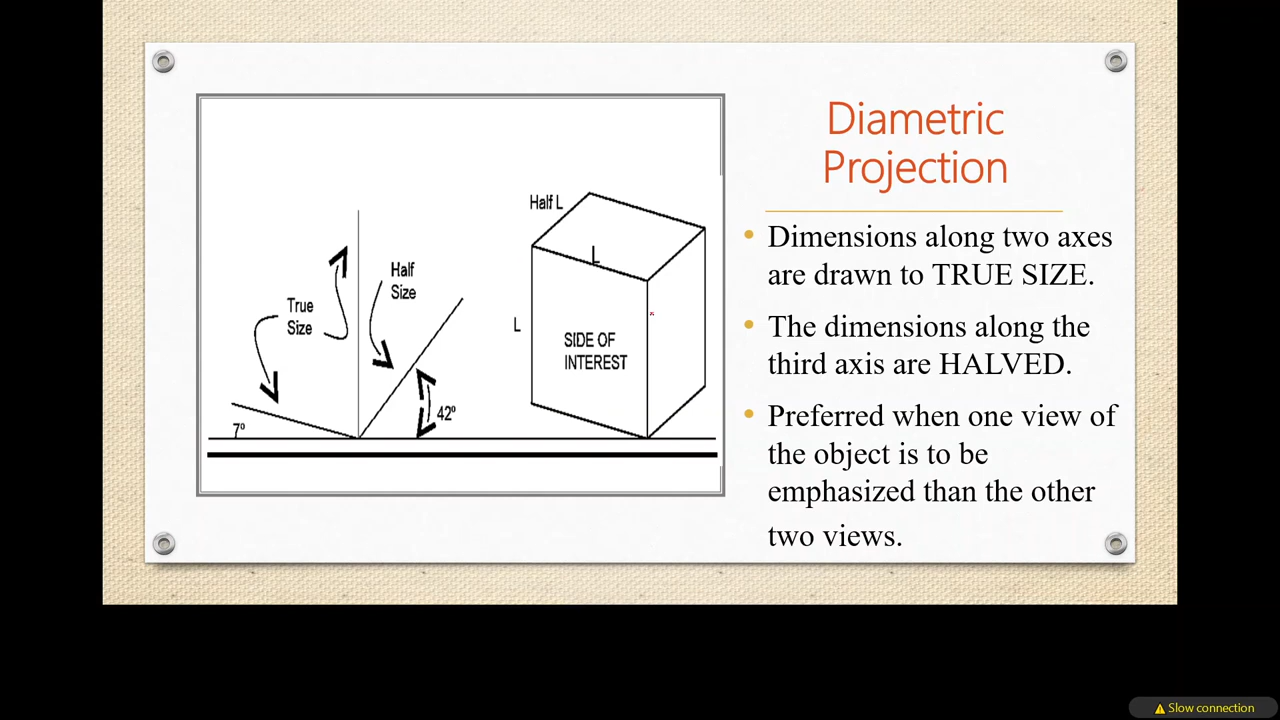 Diametric
Projection
Dimensions along two axes
are drawn to TRUE SIZE.
The dimensions along the
third axis are HALVED.
Preferred when one view of
the object is to be
emphasized than the other
two views.
True
Size
Half
Size
7º
42º
Half L
L
L
SIDE OF
INTEREST
Slow connection